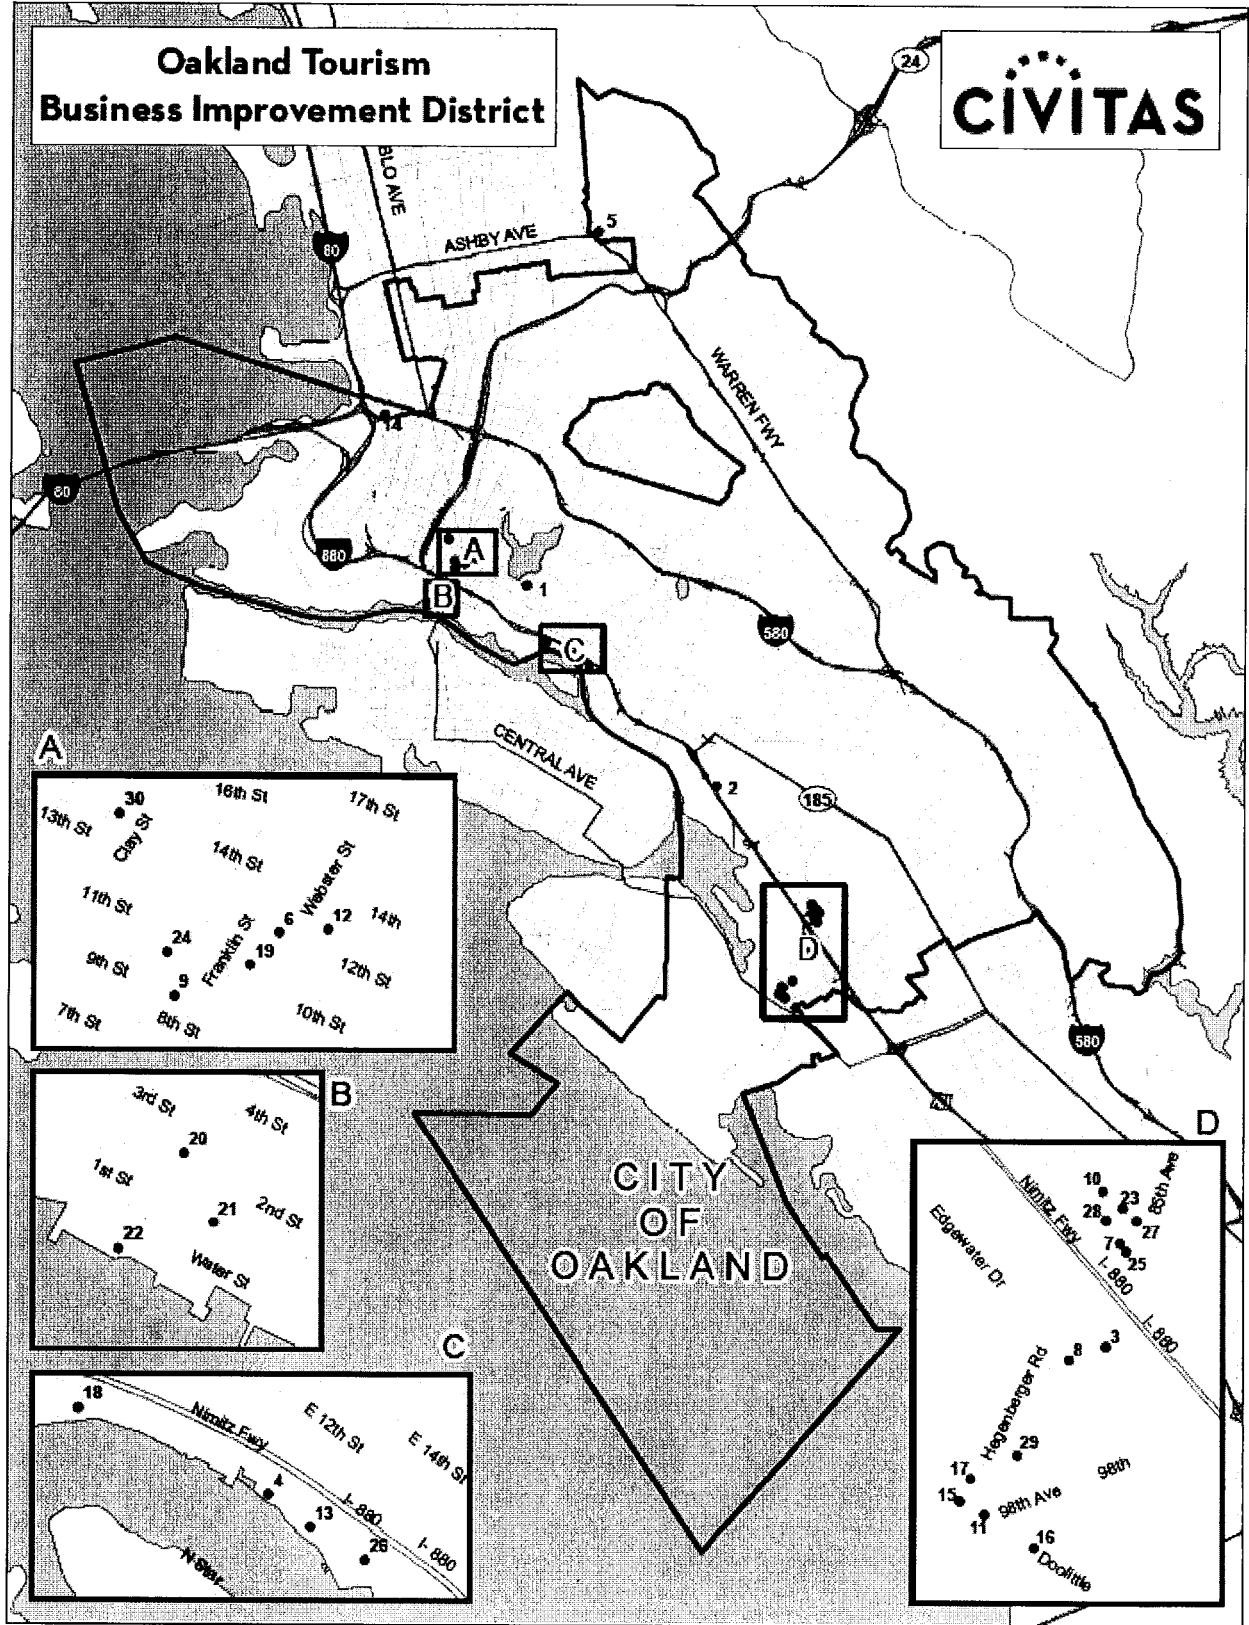 Oakland Tourism
Business Improvement District
CIVITAS
24
BLO AVE
5
ASHBY AVE
80
WARREN FWY
14
80
880
A
1
B
580
C
CENTRAL AVE
2
185
D
580
CITY
OF
OAKLAND
A
30
16th St
17th St
13th St
Clay St
14th St
Webster St
11th St
Franklin St
6
12
14th
24
19
9th St
12th St
9
7th St
8th St
10th St
B
3rd St
4th St
20
1st St
21
2nd St
22
Water St
C
18
Nimitz Fwy
E 12th St
E 14th St
4
I-880
13
26
I-880
N Star
D
10
Nimitz Fwy
23
85th Ave
28
27
7
25
Edgewater Dr
I-880
I-880
3
8
Hegenberger Rd
29
17
98th
15
98th Ave
11
16
Doolittle